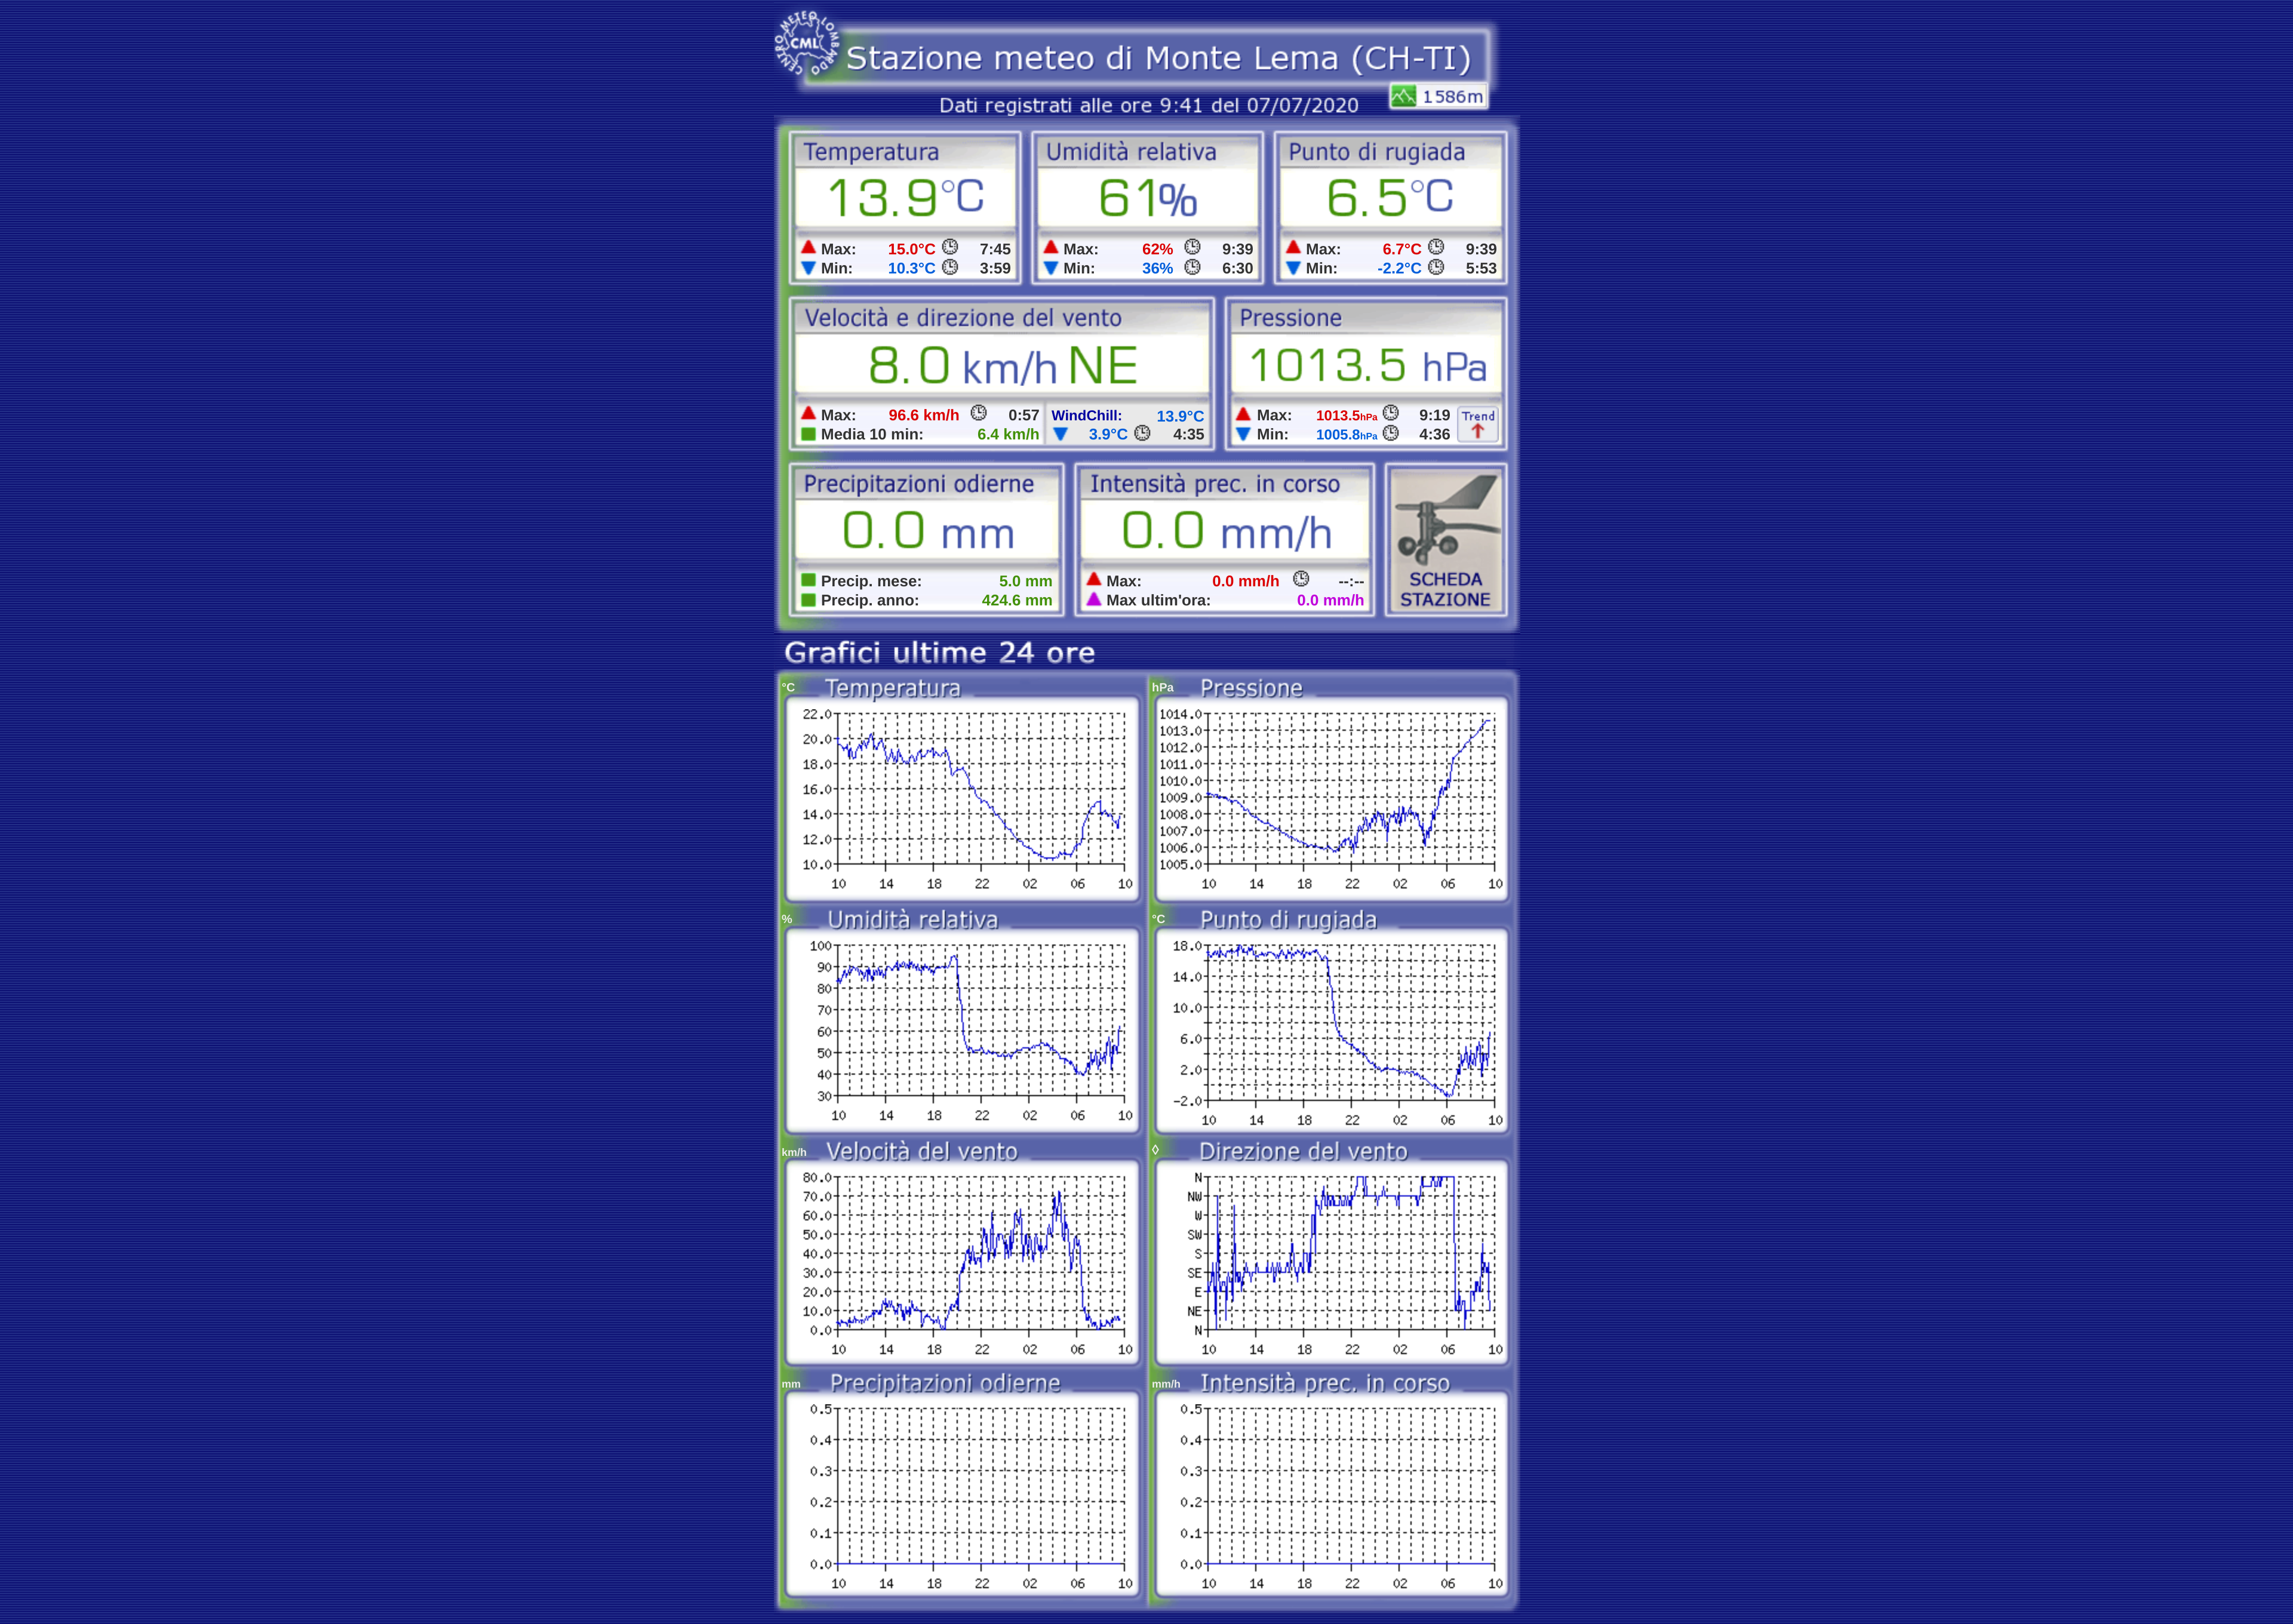 CENTRO METEO LOMBARDO
CML
Stazione meteo di Monte Lema (CH-TI)
1586m
Dati registrati alle ore 9:41 del 07/07/2020
Temperatura Umidità relativa Punto di rugiada
13.9°C 61% 6.5°C
Max: 15.0°C 7:45 Max: 62% 9:39 Max: 6.7°C 9:39
Min: 10.3°C 3:59 Min: 36% 6:30 Min: -2.2°C 5:53
Velocità e direzione del vento Pressione
8.0 km/h NE 1013.5 hPa
Max: 96.6 km/h 0:57 WindChill: 13.9°C Max: 1013.5hPa 9:19 Trend
Media 10 min: 6.4 km/h 3.9°C 4:35 Min: 1005.8hPa 4:36
Precipitazioni odierne Intensità prec. in corso
0.0 mm 0.0 mm/h
Precip. mese: 5.0 mm Max: 0.0 mm/h --:-- SCHEDA
Precip. anno: 424.6 mm Max ultim'ora: 0.0 mm/h STAZIONE
Grafici ultime 24 ore
°C Temperatura
22.0
20.0
18.0
16.0
14.0
12.0
10.0
10 14 18 22 02 06 10
hPa Pressione
1014.0
1013.0
1012.0
1011.0
1010.0
1009.0
1008.0
1007.0
1006.0
1005.0
10 14 18 22 02 06 10
% Umidità relativa
100
90
80
70
60
50
40
30
10 14 18 22 02 06 10
°C Punto di rugiada
18.0
14.0
10.0
6.0
2.0
-2.0
10 14 18 22 02 06 10
km/h Velocità del vento
80.0
70.0
60.0
50.0
40.0
30.0
20.0
10.0
0.0
10 14 18 22 02 06 10
◊ Direzione del vento
N
NW
W
SW
S
SE
E
NE
N
10 14 18 22 02 06 10
mm Precipitazioni odierne
0.5
0.4
0.3
0.2
0.1
0.0
10 14 18 22 02 06 10
mm/h Intensità prec. in corso
0.5
0.4
0.3
0.2
0.1
0.0
10 14 18 22 02 06 10